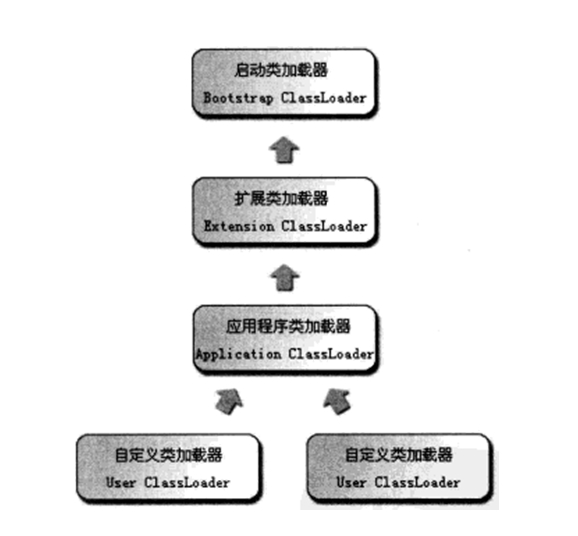 启动类加载器
Bootstrap ClassLoader
扩展类加载器
Extension ClassLoader
应用程序类加载器
Application ClassLoader
自定义类加载器
User ClassLoader
自定义类加载器
User ClassLoader